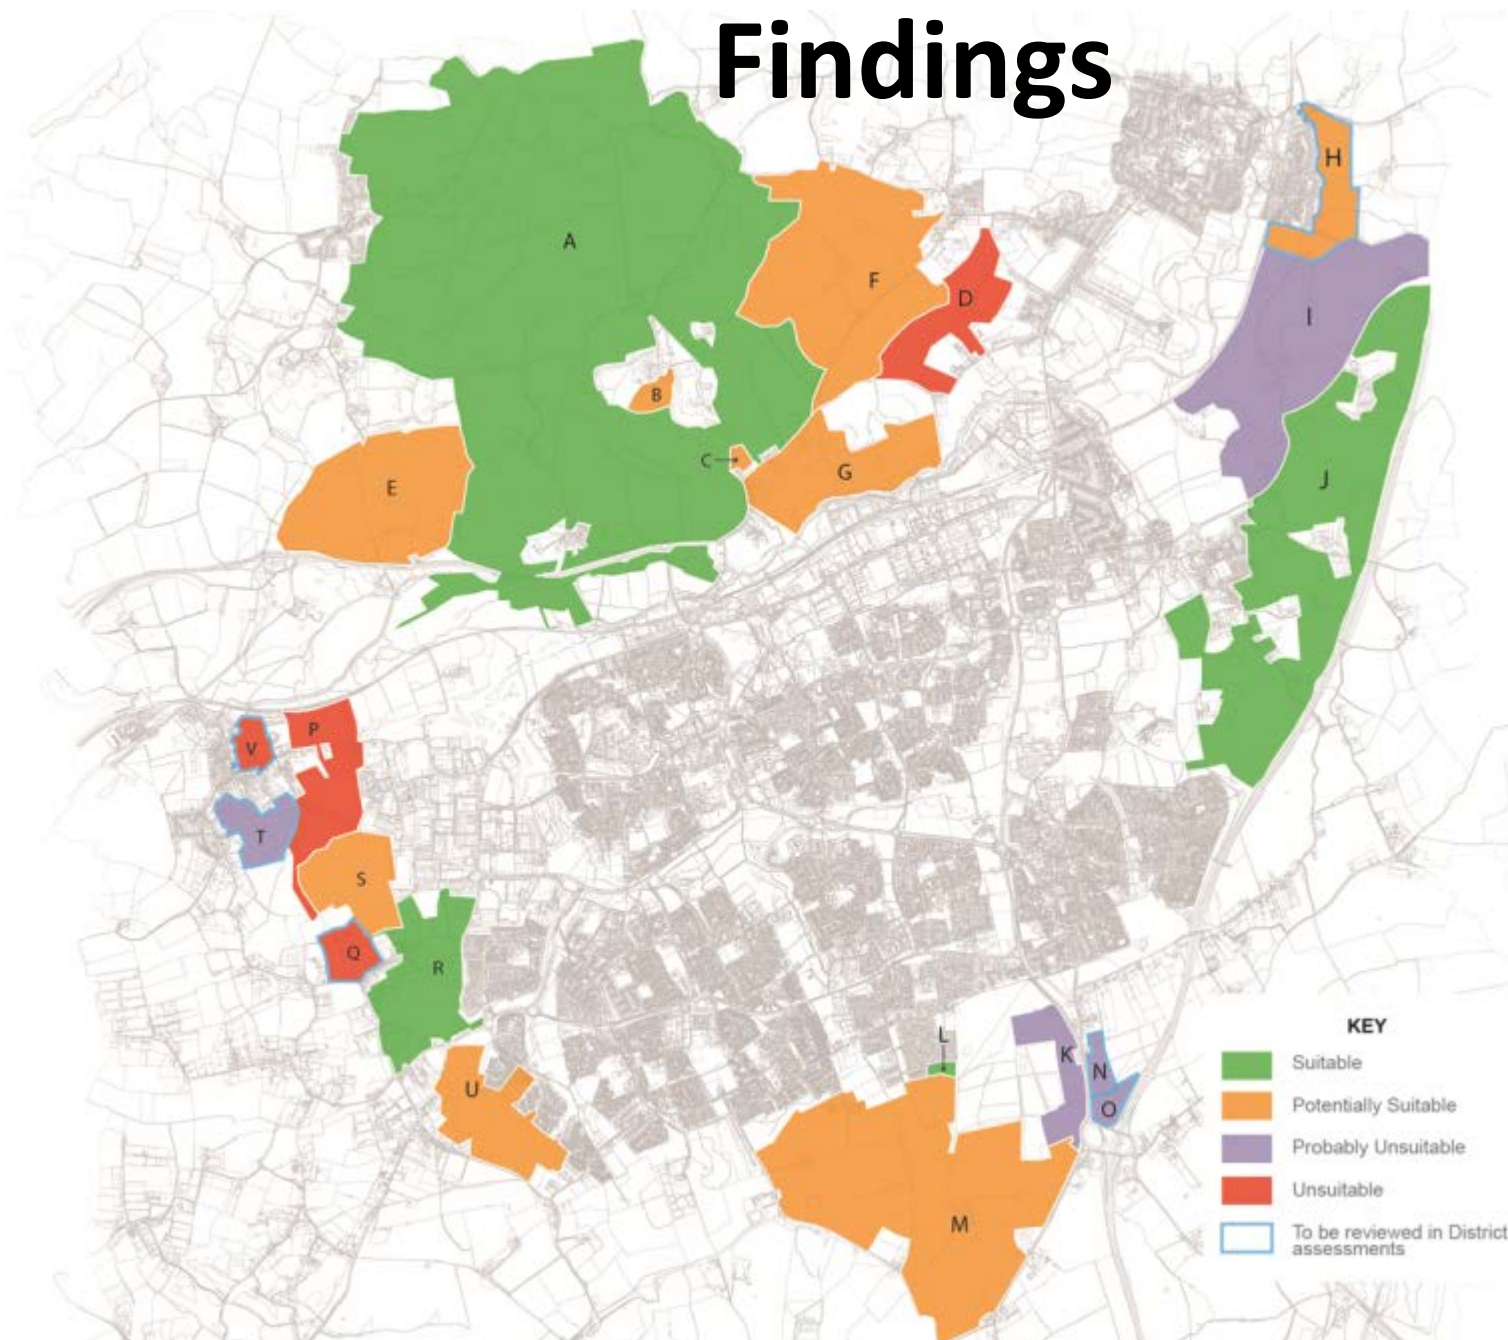 Findings
A
F
H
D
I
B
C
E
G
J
V
P
T
S
Q
R
L
K
N
O
U
M
KEY
Suitable
Potentially Suitable
Probably Unsuitable
Unsuitable
To be reviewed in District
assessments